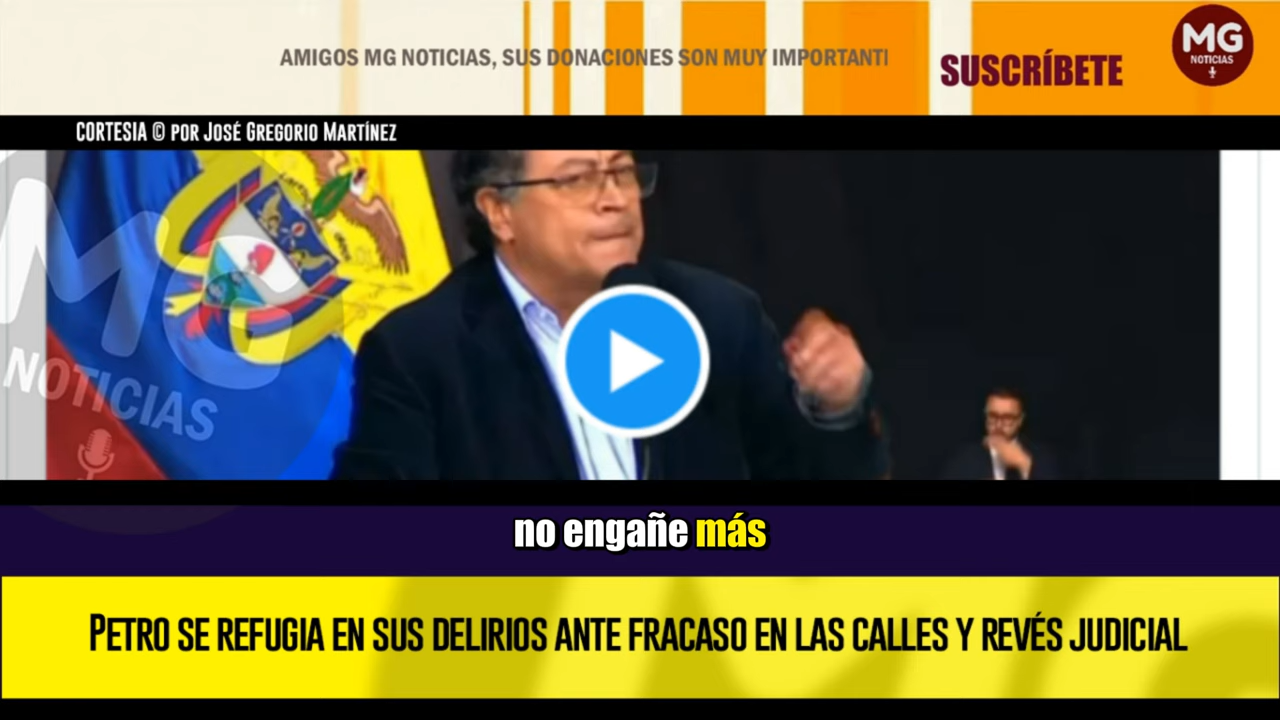 AMIGOS MG NOTICIAS, SUS DONACIONES SON MUY IMPORTANTI
SUSCRÍBETE
MG
NOTICIAS
CORTESIA © POR JOSÉ GREGORIO MARTÍNEZ
MG
NOTICIAS
no engañe más
PETRO SE REFUGIA EN SUS DELIRIOS ANTE FRACASO EN LAS CALLES Y REVÉS JUDICIAL